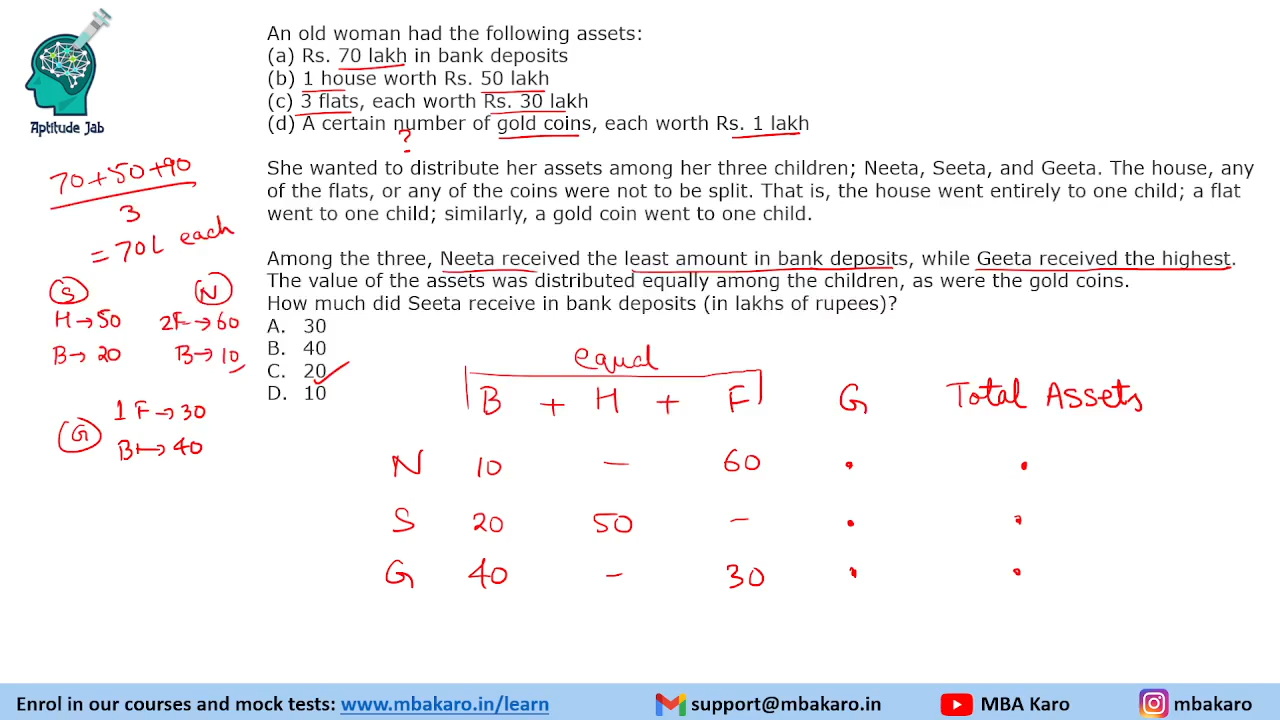 An old woman had the following assets:
(a) Rs. 70 lakh in bank deposits
(b) 1 house worth Rs. 50 lakh
(c) 3 flats, each worth Rs. 30 lakh
(d) A certain number of gold coins, each worth Rs. 1 lakh
?
Aptitude Jab
She wanted to distribute her assets among her three children; Neeta, Seeta, and Geeta. The house, any
of the flats, or any of the coins were not to be split. That is, the house went entirely to one child; a flat
went to one child; similarly, a gold coin went to one child.
Among the three, Neeta received the least amount in bank deposits, while Geeta received the highest.
The value of the assets was distributed equally among the children, as were the gold coins.
How much did Seeta receive in bank deposits (in lakhs of rupees)?
A. 30
B. 40
C. 20
D. 10
70+50+90
3
= 70L each
S N
H→50 2F→60
B→20 B→10
G 1F→30
B→40
equal
B + H + F G Total Assets
N 10 – 60 . .
S 20 50 – . .
G 40 – 30 . .
Enrol in our courses and mock tests: www.mbakaro.in/learn support@mbakaro.in MBA Karo mbakaro